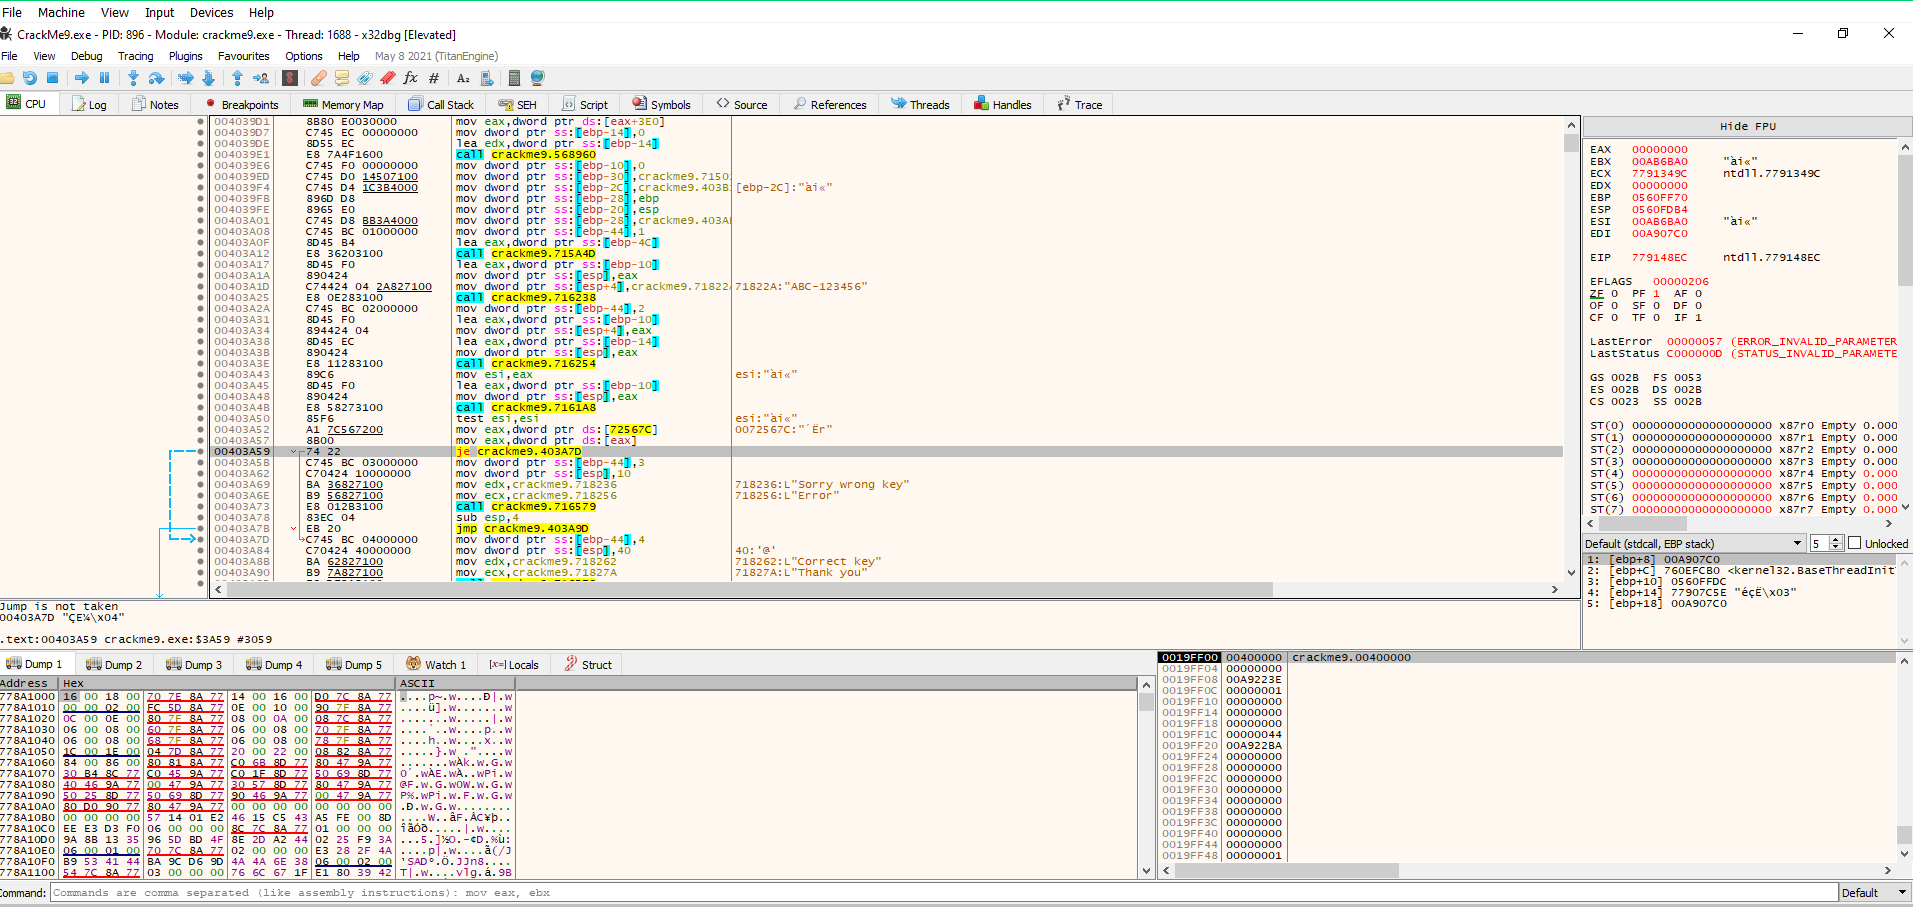 File Machine View Input Devices Help
CrackMe9.exe - PID: 896 - Module: crackme9.exe - Thread: 1688 - x32dbg [Elevated]
File View Debug Tracing Plugins Favourites Options Help May 8 2021 (TitanEngine)
CPU Log Notes Breakpoints Memory Map Call Stack SEH Script Symbols Source References Threads Handles Trace
004039D1 8B80 E0030000 mov eax,dword ptr ds:[eax+3E0]
004039D7 C745 EC 00000000 mov dword ptr ss:[ebp-14],0
004039DE 8D55 EC lea edx,dword ptr ss:[ebp-14]
004039E1 E8 7A4F1600 call crackme9.568960
004039E6 C745 F0 00000000 mov dword ptr ss:[ebp-10],0
004039ED C745 D0 14507100 mov dword ptr ss:[ebp-30],crackme9.7150
004039F4 C745 D4 1C3B4000 mov dword ptr ss:[ebp-2C],crackme9.403B [ebp-2C]:"ài«"
004039FB 896D D8 mov dword ptr ss:[ebp-28],ebp
004039FE 8965 E0 mov dword ptr ss:[ebp-20],esp
00403A01 C745 D8 BB3A4000 mov dword ptr ss:[ebp-28],crackme9.403A
00403A08 C745 BC 01000000 mov dword ptr ss:[ebp-44],1
00403A0F 8D45 B4 lea eax,dword ptr ss:[ebp-4C]
00403A12 E8 36203100 call crackme9.715A4D
00403A17 8D45 F0 lea eax,dword ptr ss:[ebp-10]
00403A1A 890424 mov dword ptr ss:[esp],eax
00403A1D C74424 04 2A827100 mov dword ptr ss:[esp+4],crackme9.71822A 71822A:"ABC-123456"
00403A25 E8 0E283100 call crackme9.716238
00403A2A C745 BC 02000000 mov dword ptr ss:[ebp-44],2
00403A31 8D45 F0 lea eax,dword ptr ss:[ebp-10]
00403A34 894424 04 mov dword ptr ss:[esp+4],eax
00403A38 8D45 EC lea eax,dword ptr ss:[ebp-14]
00403A3B 890424 mov dword ptr ss:[esp],eax
00403A3E E8 11283100 call crackme9.716254
00403A43 89C6 mov esi,eax esi:"ài«"
00403A45 8D45 F0 lea eax,dword ptr ss:[ebp-10]
00403A48 890424 mov dword ptr ss:[esp],eax
00403A4B E8 58273100 call crackme9.7161A8
00403A50 85F6 test esi,esi esi:"ài«"
00403A52 A1 7C567200 mov eax,dword ptr ds:[72567C] 0072567C:"´Ër"
00403A57 8B00 mov eax,dword ptr ds:[eax]
00403A59 74 22 je crackme9.403A7D
00403A5B C745 BC 03000000 mov dword ptr ss:[ebp-44],3
00403A62 C70424 10000000 mov dword ptr ss:[esp],10
00403A69 BA 36827100 mov edx,crackme9.718236 718236:L"Sorry wrong key"
00403A6E B9 56827100 mov ecx,crackme9.718256 718256:L"Error"
00403A73 E8 012B3100 call crackme9.716579
00403A78 83EC 04 sub esp,4
00403A7B EB 20 jmp crackme9.403A9D
00403A7D C745 BC 04000000 mov dword ptr ss:[ebp-44],4
00403A84 C70424 40000000 mov dword ptr ss:[esp],40 40:'@'
00403A8B BA 62827100 mov edx,crackme9.718262 718262:L"Correct key"
00403A90 B9 7A827100 mov ecx,crackme9.71827A 71827A:L"Thank you"
Hide FPU
EAX 00000000
EBX 00AB6BA0 "ài«"
ECX 7791349C ntdll.7791349C
EDX 00000000
EBP 0560FF70
ESP 0560FDB4
ESI 00AB6BA0 "ài«"
EDI 00A907C0
EIP 779148EC ntdll.779148EC
EFLAGS 00000206
ZF 0 PF 1 AF 0
OF 0 SF 0 DF 0
CF 0 TF 0 IF 1
LastError 00000057 (ERROR_INVALID_PARAMETER
LastStatus C000000D (STATUS_INVALID_PARAMETE
GS 002B FS 0053
ES 002B DS 002B
CS 0023 SS 002B
ST(0) 00000000000000000000 x87r0 Empty 0.000
ST(1) 00000000000000000000 x87r1 Empty 0.000
ST(2) 00000000000000000000 x87r2 Empty 0.000
ST(3) 00000000000000000000 x87r3 Empty 0.000
ST(4) 00000000000000000000 x87r4 Empty 0.000
ST(5) 00000000000000000000 x87r5 Empty 0.000
ST(6) 00000000000000000000 x87r6 Empty 0.000
ST(7) 00000000000000000000 x87r7 Empty 0.000
Default (stdcall, EBP stack) 5 Unlocked
1: [ebp+8] 00A907C0
2: [ebp+C] 760EFCB0 <kernel32.BaseThreadInitT
3: [ebp+10] 0560FFDC
4: [ebp+14] 77907C5E "éçË\x03"
5: [ebp+18] 00A907C0
Jump is not taken
00403A7D "ÇE¼\x04"
.text:00403A59 crackme9.exe:$3A59 #3059
Dump 1 Dump 2 Dump 3 Dump 4 Dump 5 Watch 1 [x=] Locals Struct
Address Hex ASCII
778A1000 16 00 18 00 70 7E 8A 77 14 00 16 00 D0 7C 8A 77 ....p~.w....Ð|.w
778A1010 00 00 02 00 FC 5D 8A 77 0E 00 10 00 90 7F 8A 77 ....ü].w.......w
778A1020 0C 00 0E 00 80 7F 8A 77 08 00 0A 00 08 7C 8A 77 .......w.....|.w
778A1030 06 00 08 00 60 7F 8A 77 06 00 08 00 70 7F 8A 77 ....`..w....p..w
778A1040 06 00 08 00 68 7F 8A 77 06 00 08 00 78 7F 8A 77 ....h..w....x..w
778A1050 1C 00 1E 00 04 7D 8A 77 20 00 22 00 08 82 8A 77 .....}.w ."....w
778A1060 84 00 86 00 80 81 8A 77 C0 6B 8D 77 80 47 9A 77 .......wÀk.w.G.w
778A1070 30 B4 8C 77 C0 45 9A 77 C0 1F 8D 77 50 69 8D 77 0´.wÀE.wÀ..wPi.w
778A1080 40 46 9A 77 00 47 9A 77 30 57 8D 77 80 47 9A 77 @F.w.G.w0W.w.G.w
778A1090 50 25 8D 77 50 69 8D 77 90 46 9A 77 00 47 9A 77 P%.wPi.w.F.w.G.w
778A10A0 80 D0 90 77 80 47 9A 77 00 00 00 00 00 00 00 00 .Ð.w.G.w........
778A10B0 00 00 00 00 57 14 01 E2 46 15 C5 43 A5 FE 00 8D ....W..âF.ÅC¥þ..
778A10C0 EE E3 D3 F0 06 00 00 00 8C 7C 8A 77 01 00 00 00 îãÓð.....|.w....
778A10D0 9A 8B 13 35 96 5D BD 4F 8E 2D A2 44 02 25 F9 3A ...5.]½O.-¢D.%ù:
778A10E0 06 00 01 00 70 7C 8A 77 02 00 00 00 E3 28 2F 4A ....p|.w....ã(/J
778A10F0 B9 53 41 44 BA 9C D6 9D 4A 4A 6E 38 06 00 02 00 ¹SADº.Ö.JJn8....
778A1100 54 7C 8A 77 03 00 00 00 76 6C 67 1F E1 80 39 42 T|.w....vlg.á.9B
0019FF00 00400000 crackme9.00400000
0019FF04 00000000
0019FF08 00A9223E
0019FF0C 00000001
0019FF10 00000000
0019FF14 00000000
0019FF18 00000000
0019FF1C 00000044
0019FF20 00A922BA
0019FF24 00000000
0019FF28 00000000
0019FF2C 00000000
0019FF30 00000000
0019FF34 00000000
0019FF38 00000000
0019FF3C 00000000
0019FF40 00000000
0019FF44 00000000
0019FF48 00000001
Command: Commands are comma separated (like assembly instructions): mov eax, ebx Default